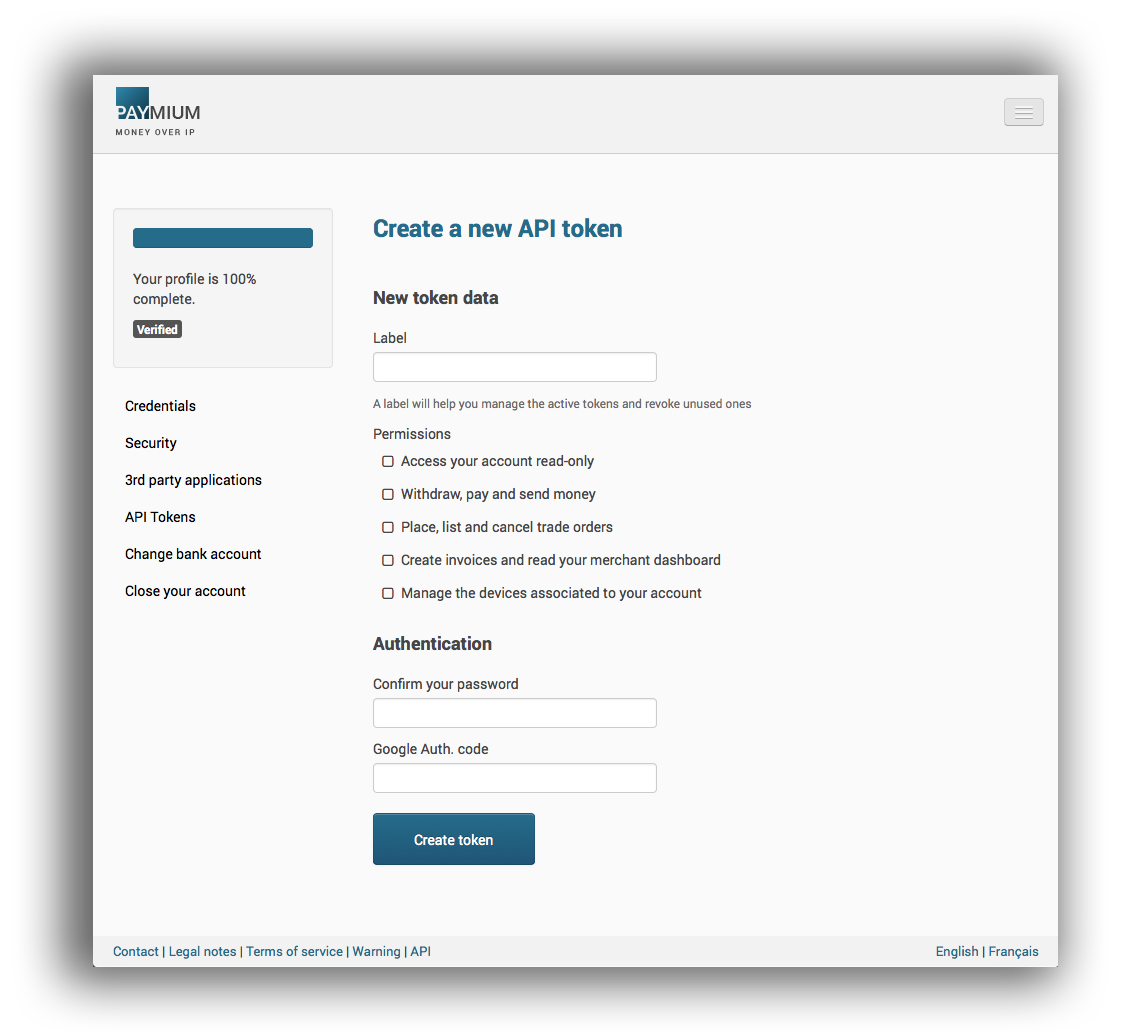 PAYMIUM
MONEY OVER IP
Your profile is 100%
complete.
Verified
Credentials
Security
3rd party applications
API Tokens
Change bank account
Close your account
Create a new API token
New token data
Label
A label will help you manage the active tokens and revoke unused ones
Permissions
Access your account read-only
Withdraw, pay and send money
Place, list and cancel trade orders
Create invoices and read your merchant dashboard
Manage the devices associated to your account
Authentication
Confirm your password
Google Auth. code
Create token
Contact | Legal notes | Terms of service | Warning | API
English | Français